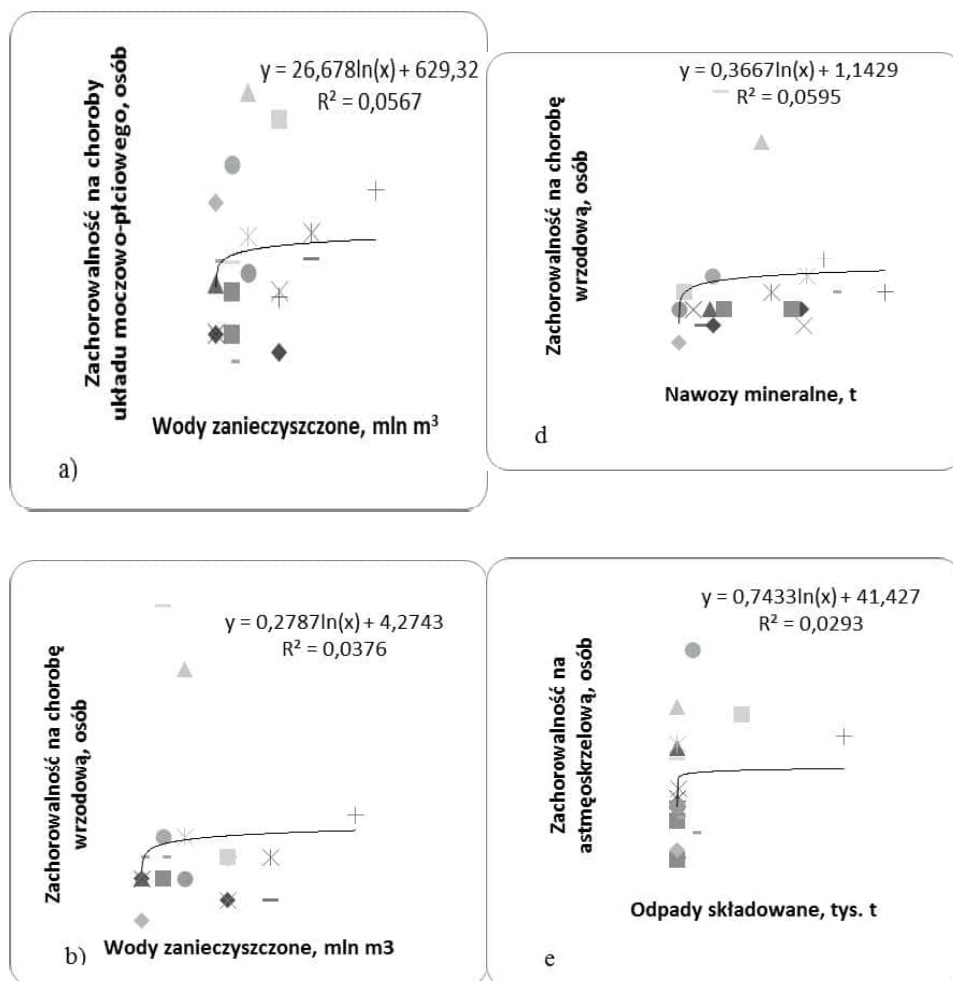 y = 26,678ln(x) + 629,32
R² = 0,0567
Zachorowalność na choroby
układu moczowo-płciowego, osób
Wody zanieczyszczone, mln m³
a)
y = 0,3667ln(x) + 1,1429
R² = 0,0595
Zachorowalność na chorobę
wrzodową, osób
Nawozy mineralne, t
d
y = 0,2787ln(x) + 4,2743
R² = 0,0376
Zachorowalność na chorobę
wrzodową, osób
Wody zanieczyszczone, mln m3
b)
y = 0,7433ln(x) + 41,427
R² = 0,0293
Zachorowalność na
astmęoskrzelową, osób
Odpady składowane, tys. t
e